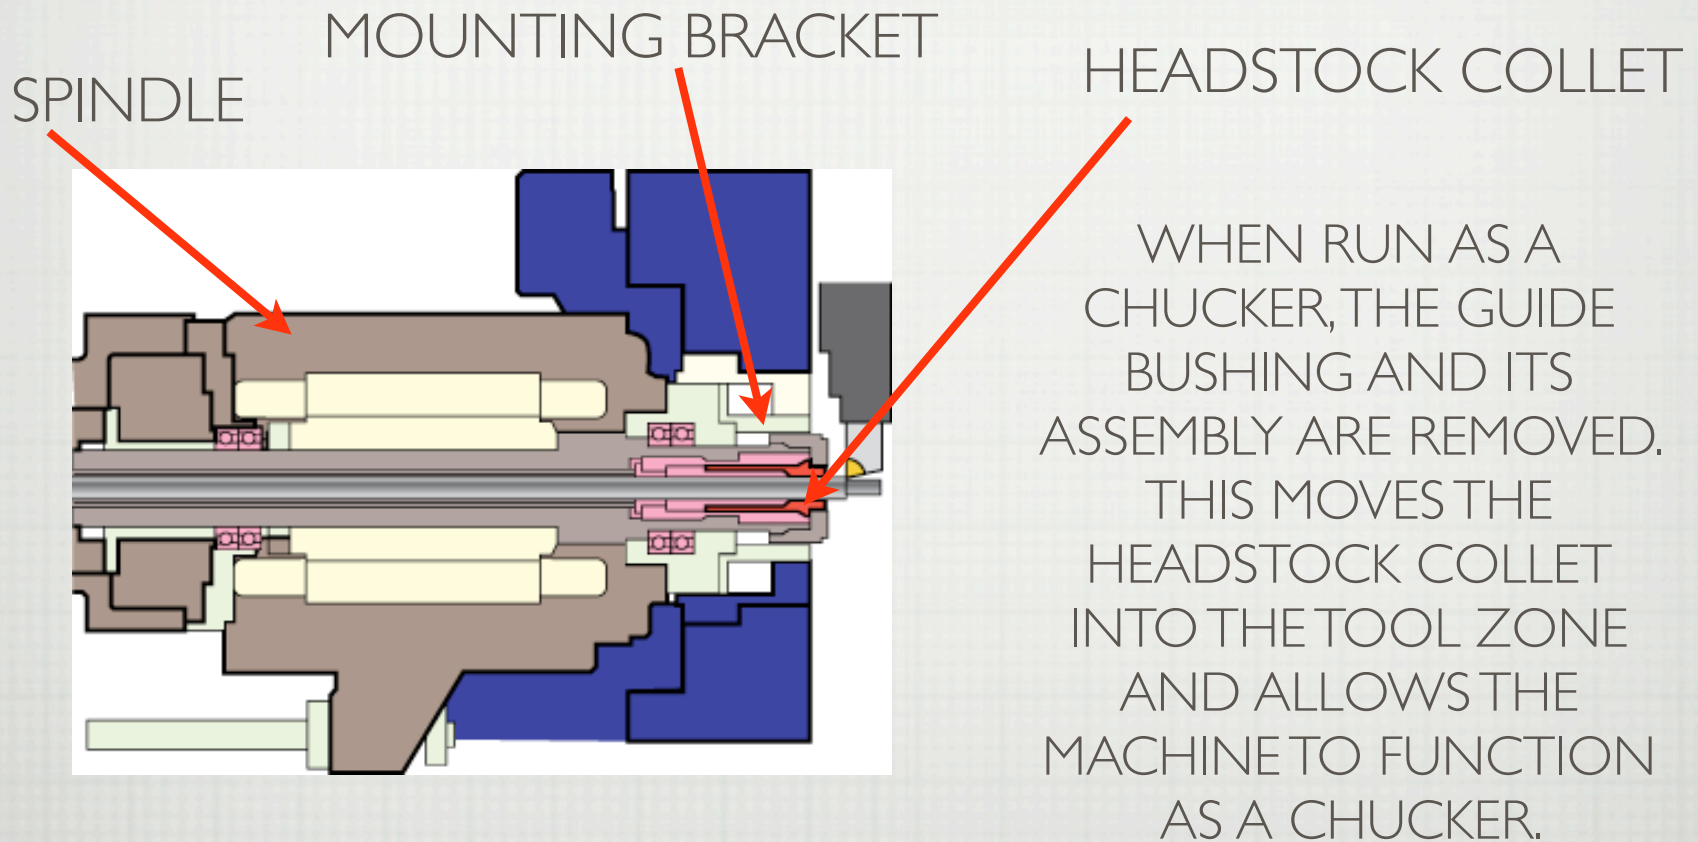 MOUNTING BRACKET
SPINDLE
HEADSTOCK COLLET
WHEN RUN AS A
CHUCKER, THE GUIDE
BUSHING AND ITS
ASSEMBLY ARE REMOVED.
THIS MOVES THE
HEADSTOCK COLLET
INTO THE TOOL ZONE
AND ALLOWS THE
MACHINE TO FUNCTION
AS A CHUCKER.